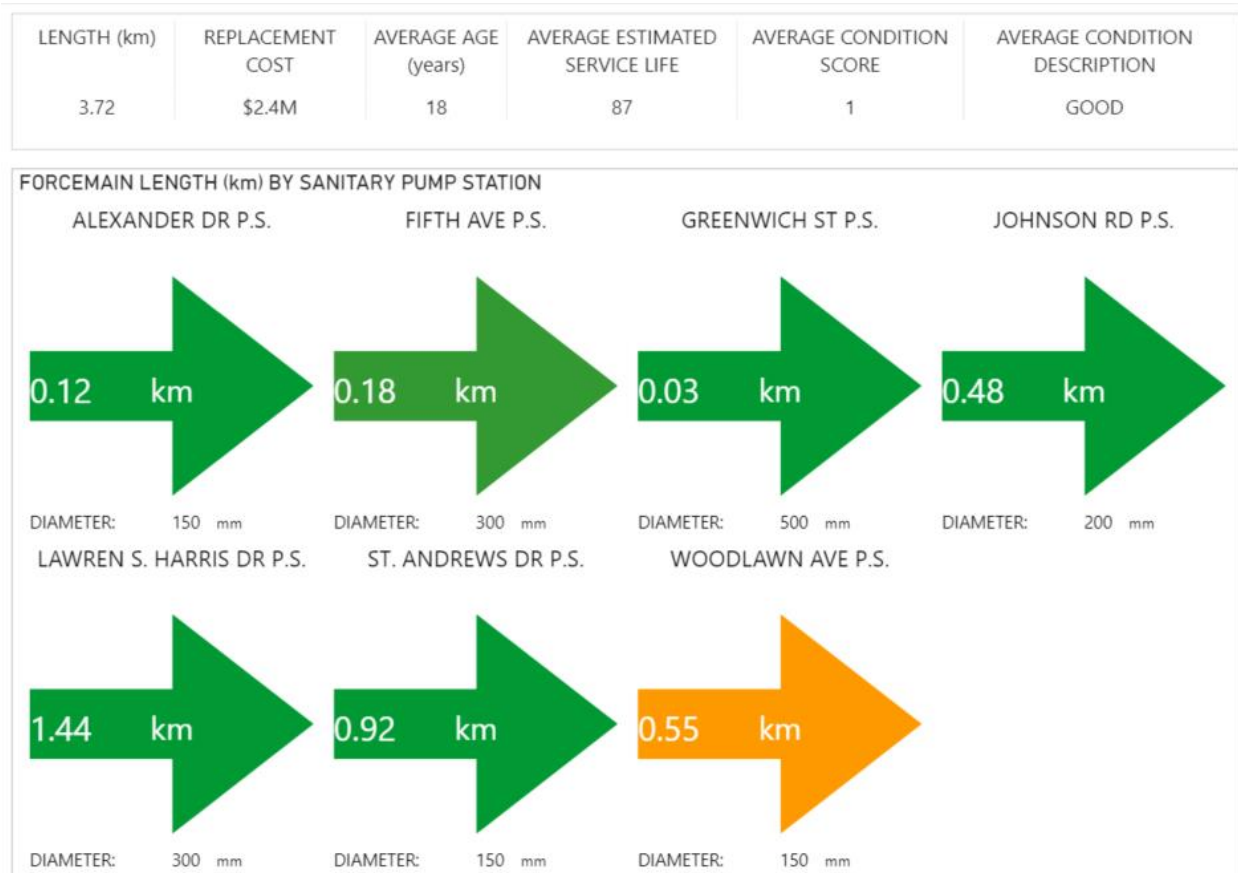 LENGTH (km) REPLACEMENT COST AVERAGE AGE (years) AVERAGE ESTIMATED SERVICE LIFE AVERAGE CONDITION SCORE AVERAGE CONDITION DESCRIPTION
3.72 $2.4M 18 87 1 GOOD
FORCEMAIN LENGTH (km) BY SANITARY PUMP STATION
ALEXANDER DR P.S. FIFTH AVE P.S. GREENWICH ST P.S. JOHNSON RD P.S.
0.12 km 0.18 km 0.03 km 0.48 km
DIAMETER: 150 mm DIAMETER: 300 mm DIAMETER: 500 mm DIAMETER: 200 mm
LAWREN S. HARRIS DR P.S. ST. ANDREWS DR P.S. WOODLAWN AVE P.S.
1.44 km 0.92 km 0.55 km
DIAMETER: 300 mm DIAMETER: 150 mm DIAMETER: 150 mm